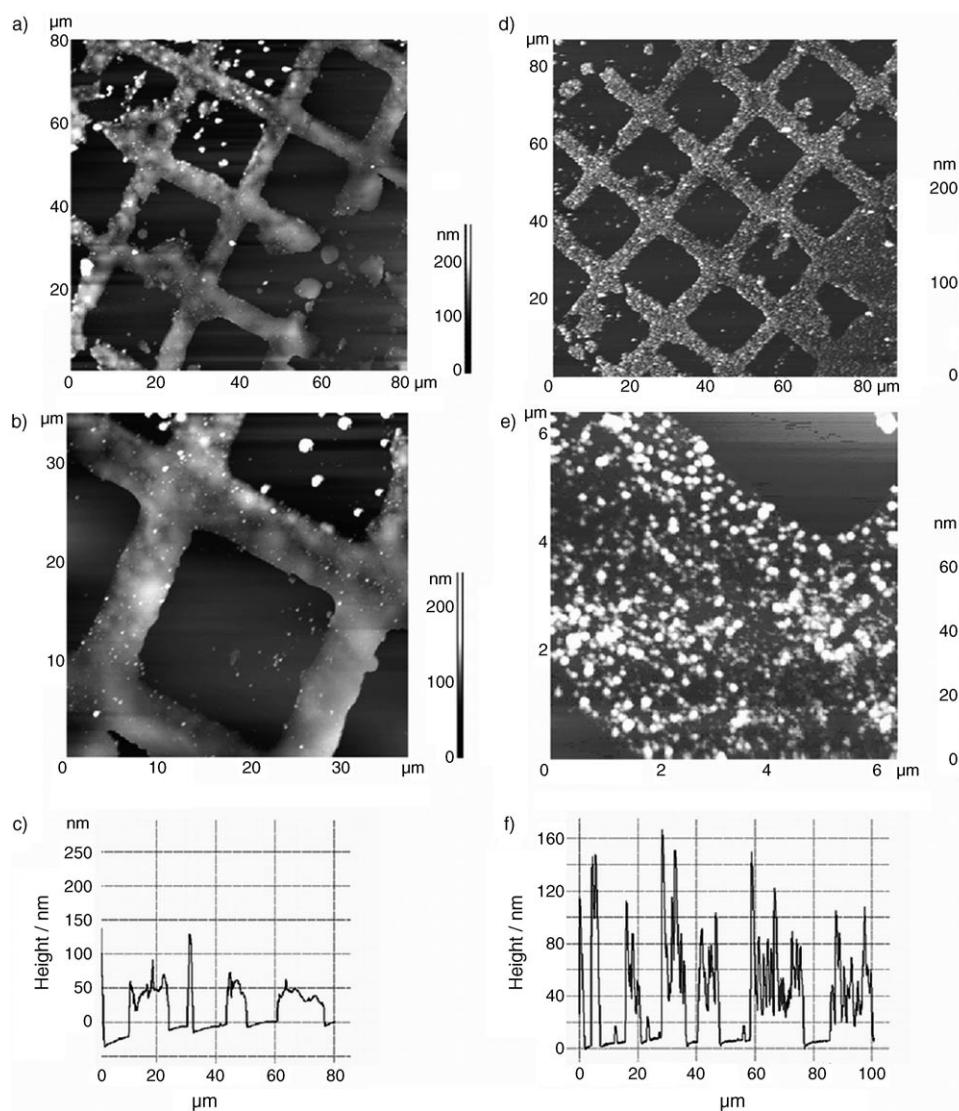 a)
µm
80
60
40
20
0 20 40 60 80 µm
nm
200
100
0
b)
µm
30
20
10
0 10 20 30 µm
nm
200
100
0
c)
nm
250
200
150
100
50
0
Height / nm
0 20 40 60 80
µm
d)
µm
80
60
40
20
0 20 40 60 80 µm
nm
200
100
0
e)
µm
6
4
2
0 2 4 6 µm
nm
60
40
20
0
f)
160
120
80
40
0
Height / nm
0 20 40 60 80 100
µm